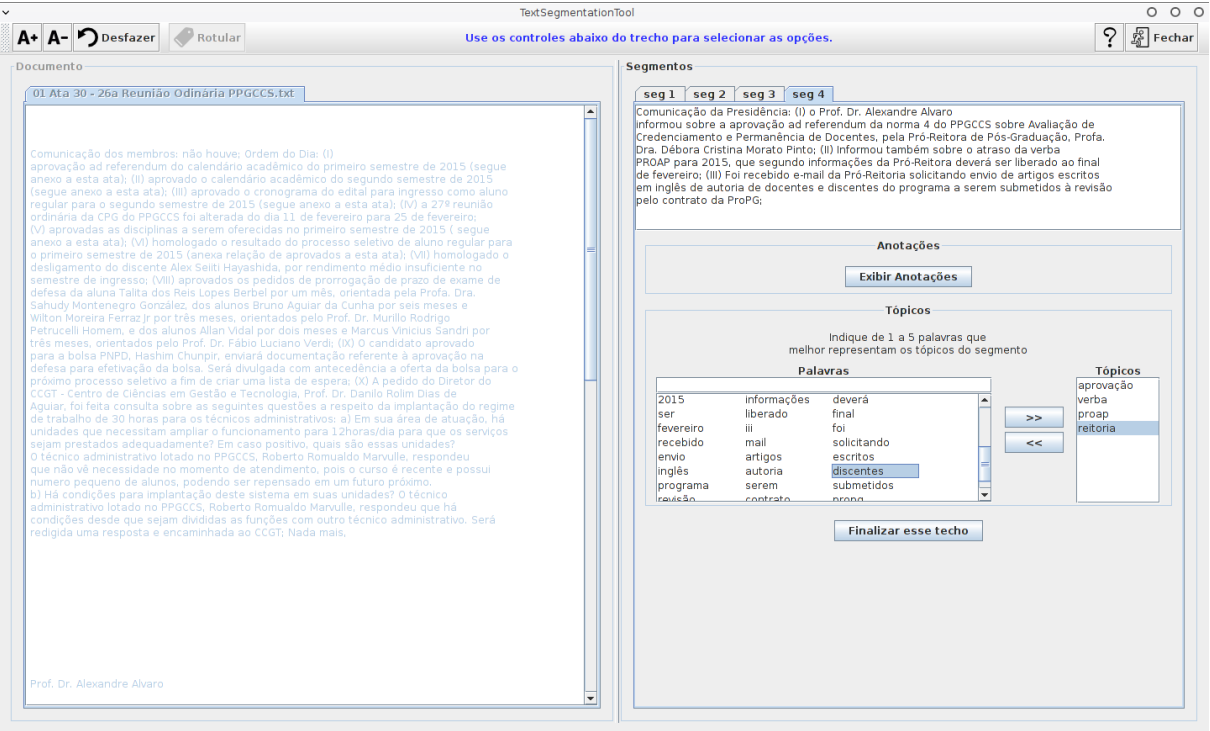 TextSegmentationTool
A+ A- Desfazer Rotular
Use os controles abaixo do trecho para selecionar as opções.
? Fechar
Documento
01 Ata 30 - 26a Reunião Odinária PPGCCS.txt
Comunicação dos membros: não houve; Ordem do Dia: (I)
aprovação ad referendum do calendário acadêmico do primeiro semestre de 2015 (segue
anexo a esta ata); (II) aprovado o calendário acadêmico do segundo semestre de 2015
(segue anexo a esta ata); (III) aprovado o cronograma do edital para ingresso como aluno
regular para o segundo semestre de 2015 (segue anexo a esta ata); (IV) a 27º reunião
ordinária da CPG do PPGCCS foi alterada do dia 11 de fevereiro para 25 de fevereiro;
(V) aprovadas as disciplinas a serem oferecidas no primeiro semestre de 2015 ( segue
anexo a esta ata); (VI) homologado o resultado do processo seletivo de aluno regular para
o primeiro semestre de 2015 (anexa relação de aprovados a esta ata); (VII) homologado o
desligamento do discente Alex Seiiti Hayashida, por rendimento médio insuficiente no
semestre de ingresso; (VIII) aprovados os pedidos de prorrogação de prazo de exame de
defesa da aluna Talita dos Reis Lopes Berbel por um mês, orientada pela Profa. Dra.
Sahudy Montenegro González, dos alunos Bruno Aguiar da Cunha por seis meses e
Wilton Moreira Ferraz Jr por três meses, orientados pelo Prof. Dr. Murillo Rodrigo
Petrucelli Homem, e dos alunos Allan Vidal por dois meses e Marcus Vinicius Sandri por
três meses, orientados pelo Prof. Dr. Fábio Luciano Verdi; (IX) O candidato aprovado
para a bolsa PNPD, Hashim Chunpir, enviará documentação referente à aprovação na
defesa para efetivação da bolsa. Será divulgada com antecedência a oferta da bolsa para o
próximo processo seletivo a fim de criar uma lista de espera; (X) A pedido do Diretor do
CCGT - Centro de Ciências em Gestão e Tecnologia, Prof. Dr. Danilo Rolim Dias de
Aguiar, foi feita consulta sobre as seguintes questões a respeito da implantação do regime
de trabalho de 30 horas para os técnicos administrativos: a) Em sua área de atuação, há
unidades que necessitam ampliar o funcionamento para 12horas/dia para que os serviços
sejam prestados adequadamente? Em caso positivo, quais são essas unidades?
O técnico administrativo lotado no PPGCCS, Roberto Romualdo Marvulle, respondeu
que não vê necessidade no momento de atendimento, pois o curso é recente e possui
numero pequeno de alunos, podendo ser repensado em um futuro próximo.
b) Há condições para implantação deste sistema em suas unidades? O técnico
administrativo lotado no PPGCCS, Roberto Romualdo Marvulle, respondeu que há
condições desde que sejam divididas as funções com outro técnico administrativo. Será
redigida uma resposta e encaminhada ao CCGT; Nada mais,
Prof. Dr. Alexandre Alvaro
Segmentos
seg 1 seg 2 seg 3 seg 4
Comunicação da Presidência: (I) o Prof. Dr. Alexandre Alvaro
informou sobre a aprovação ad referendum da norma 4 do PPGCCS sobre Avaliação de
Credenciamento e Permanência de Docentes, pela Pró-Reitora de Pós-Graduação, Profa.
Dra. Débora Cristina Morato Pinto; (II) Informou também sobre o atraso da verba
PROAP para 2015, que segundo informações da Pró-Reitora deverá ser liberado ao final
de fevereiro; (III) Foi recebido e-mail da Pró-Reitoria solicitando envio de artigos escritos
em inglês de autoria de docentes e discentes do programa a serem submetidos à revisão
pelo contrato da ProPG;
Anotações
Exibir Anotações
Tópicos
Indique de 1 a 5 palavras que
melhor representam os tópicos do segmento
Palavras
2015 informações deverá
ser liberado final
fevereiro iii foi
recebido mail solicitando
envio artigos escritos
inglês autoria discentes
programa serem submetidos
revisão contrato propg
>>
<<
Tópicos
aprovação
verba
proap
reitoria
Finalizar esse techo